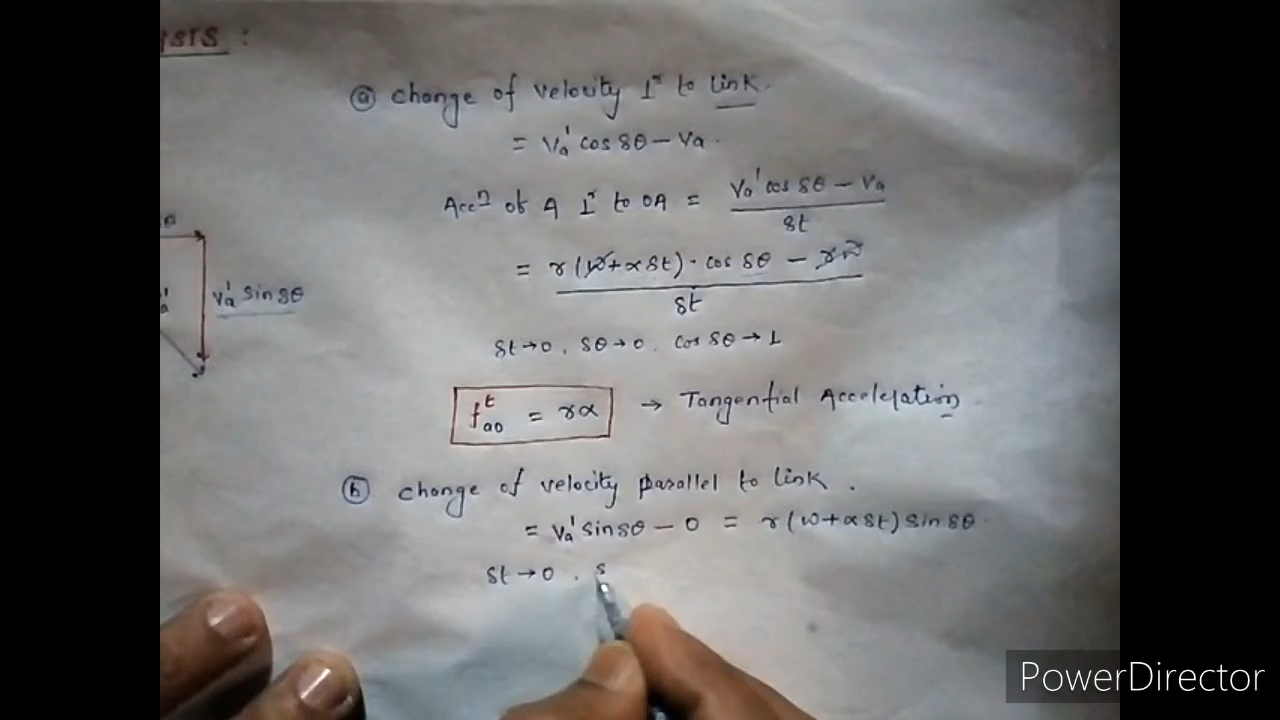 YSIS :
ⓐ change of velocity ⊥ʳ to link.
= Va' cos δθ − Va .
Accⁿ of A ⊥ʳ to OA = (Va' cos δθ − Va) / δt
= (r(ω+αδt) · cos δθ − rω) / δt
θ
Va' sin δθ
a'
δt → 0 , δθ → 0 , cos δθ → 1
fᵗao = rα → Tangential Acceleration
ⓑ change of velocity parallel to link .
= Va' sin δθ − 0 = r(ω+αδt) sin δθ .
δt → 0 , δ
PowerDirector